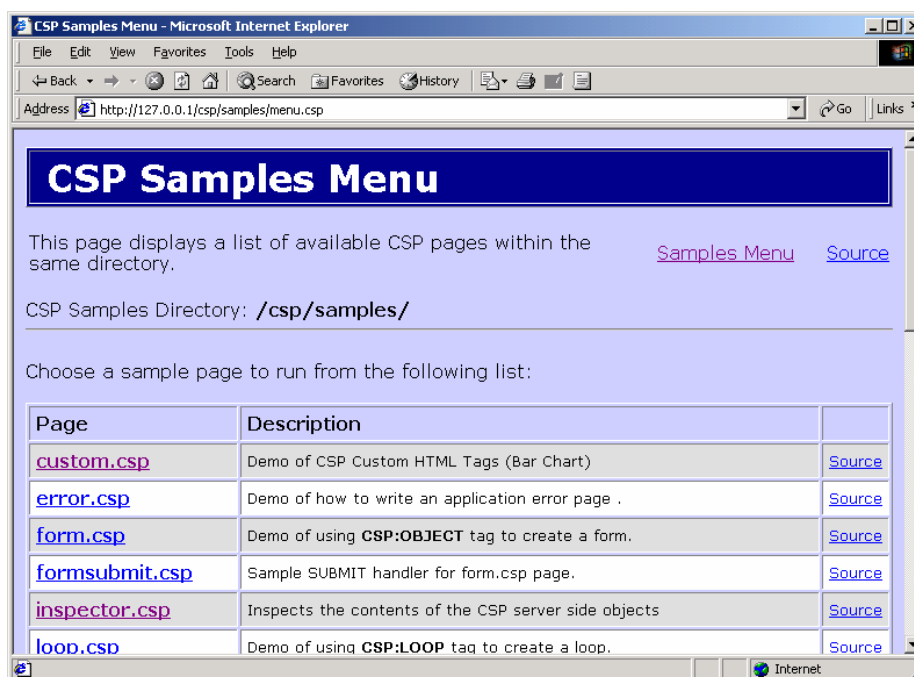 CSP Samples Menu - Microsoft Internet Explorer
File Edit View Favorites Tools Help
Back Search Favorites History
Address http://127.0.0.1/csp/samples/menu.csp Go Links
CSP Samples Menu
This page displays a list of available CSP pages within the
same directory.
Samples Menu Source
CSP Samples Directory: /csp/samples/
Choose a sample page to run from the following list:
Page Description
custom.csp Demo of CSP Custom HTML Tags (Bar Chart) Source
error.csp Demo of how to write an application error page . Source
form.csp Demo of using CSP:OBJECT tag to create a form. Source
formsubmit.csp Sample SUBMIT handler for form.csp page. Source
inspector.csp Inspects the contents of the CSP server side objects Source
loop.csp Demo of using CSP:LOOP tag to create a loop. Source
Internet